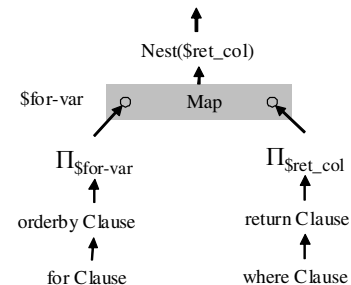 Nest($ret_col)
$for-var
Map
Π$for-var
Π$ret_col
orderby Clause
return Clause
for Clause
where Clause